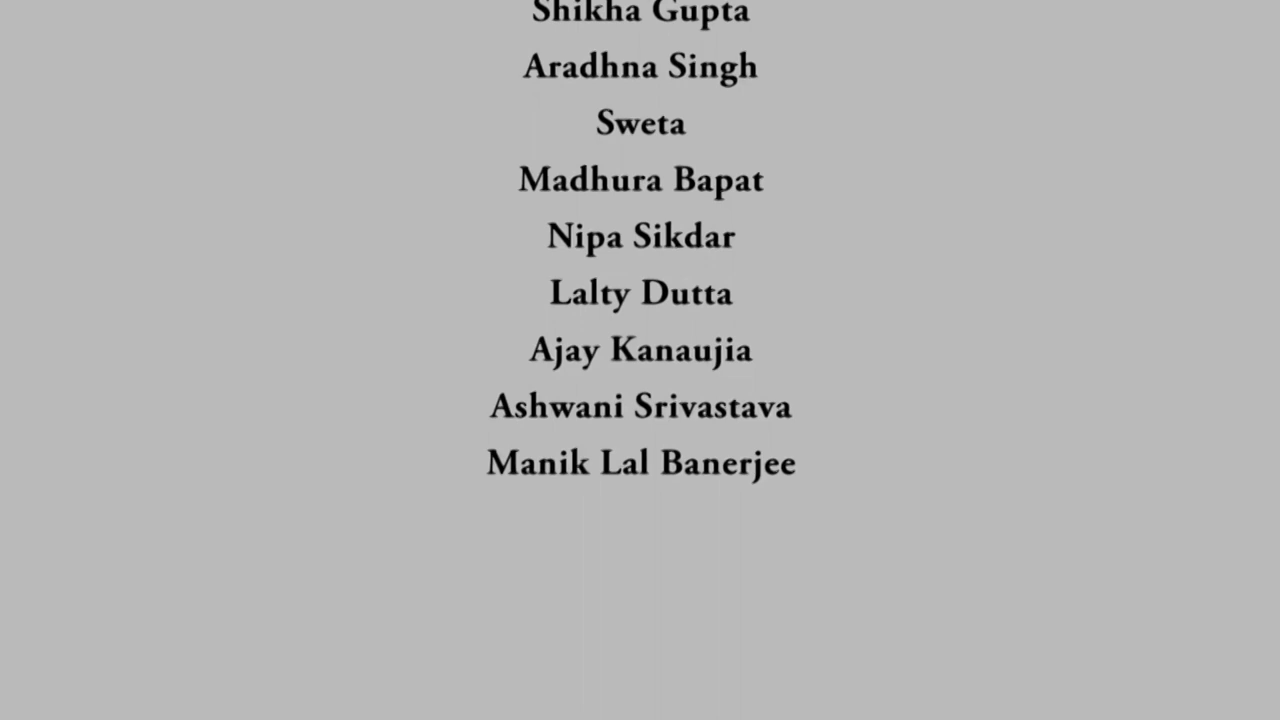 Shikha Gupta
Aradhna Singh
Sweta
Madhura Bapat
Nipa Sikdar
Lalty Dutta
Ajay Kanaujia
Ashwani Srivastava
Manik Lal Banerjee